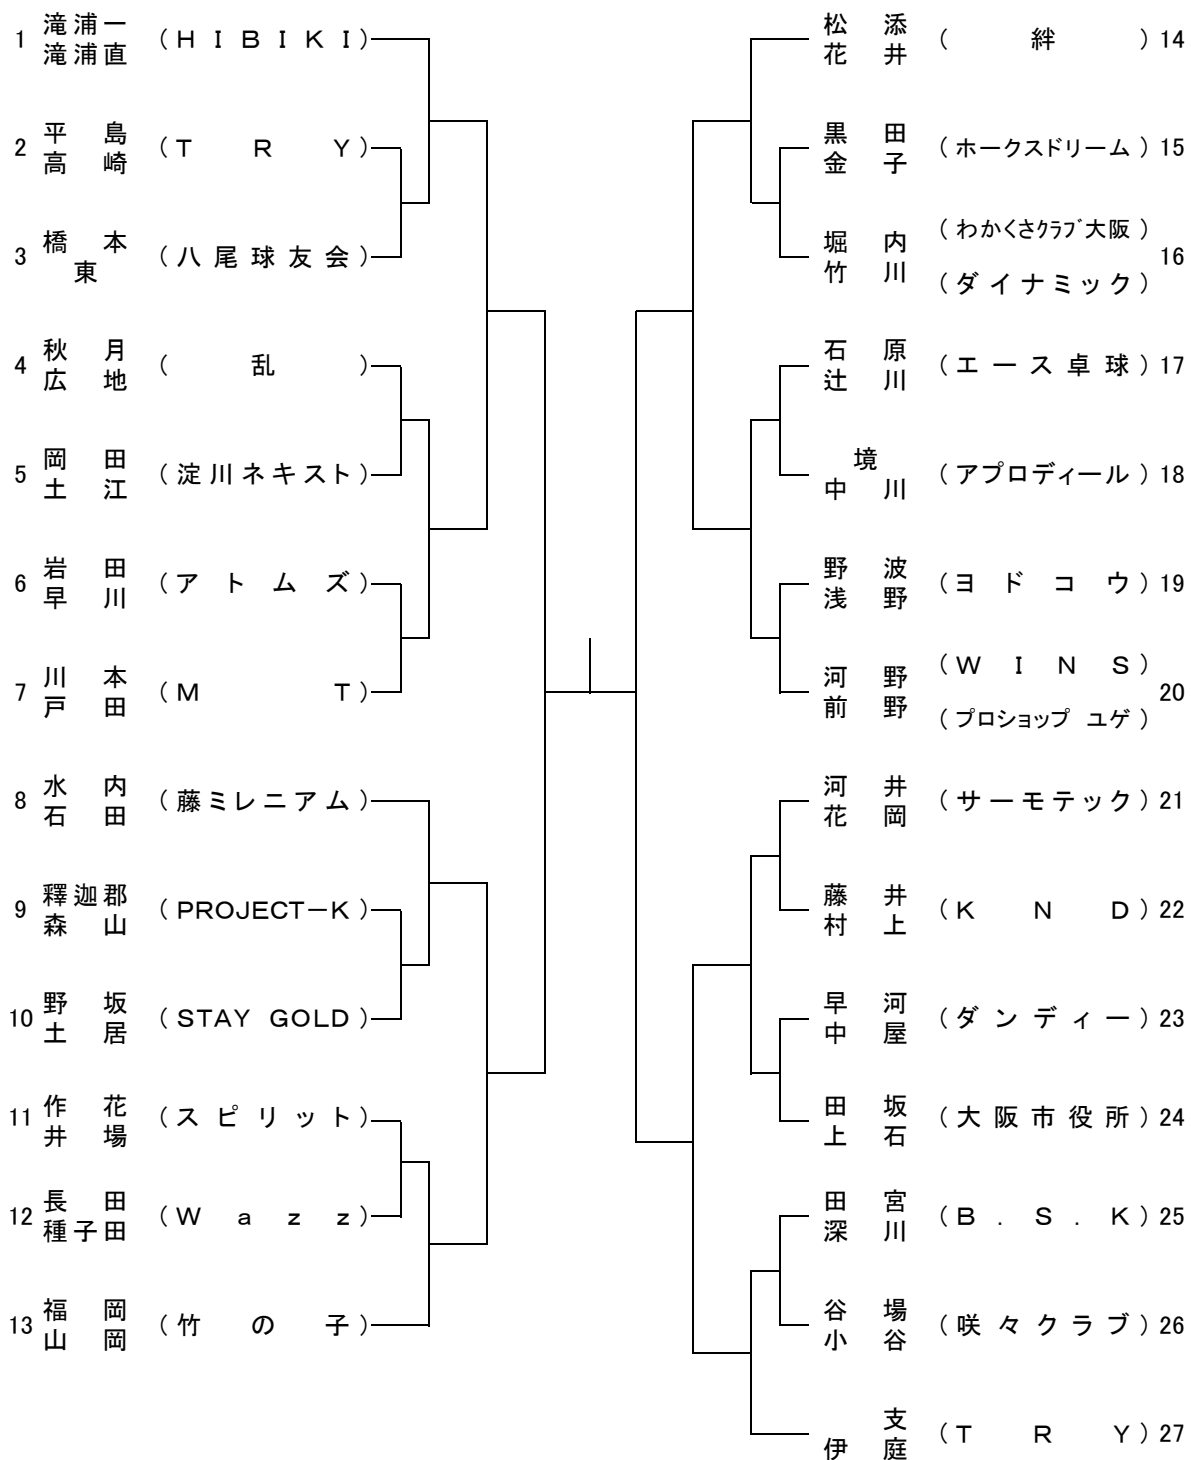 1 滝浦一 滝浦直 (HIBIKI)
2 平島 高崎 (TRY)
3 橋本 東 (八尾球友会)
4 秋月 広地 (乱)
5 岡田 土江 (淀川ネキスト)
6 岩田 早川 (アトムズ)
7 川本 戸田 (MT)
8 水内 石田 (藤ミレニアム)
9 釋迦郡 森山 (PROJECT－K)
10 野坂 土居 (STAY GOLD)
11 作花 井場 (スピリット)
12 長田 種子田 (Wazz)
13 福岡 山岡 (竹の子)
松添 花井 (絆) 14
黒田 金子 (ホークスドリーム) 15
堀内 竹川 (わかくさｸﾗﾌﾞ大阪) (ダイナミック) 16
石原 辻川 (エース卓球) 17
境 中川 (アプロディール) 18
野波 浅野 (ヨドコウ) 19
河野 前野 (WINS) (プロショップ ユゲ) 20
河井 花岡 (サーモテック) 21
藤井 村上 (KND) 22
早河 中屋 (ダンディー) 23
田坂 上石 (大阪市役所) 24
田宮 深川 (B.S.K) 25
谷場 小谷 (咲々クラブ) 26
支 伊庭 (TRY) 27